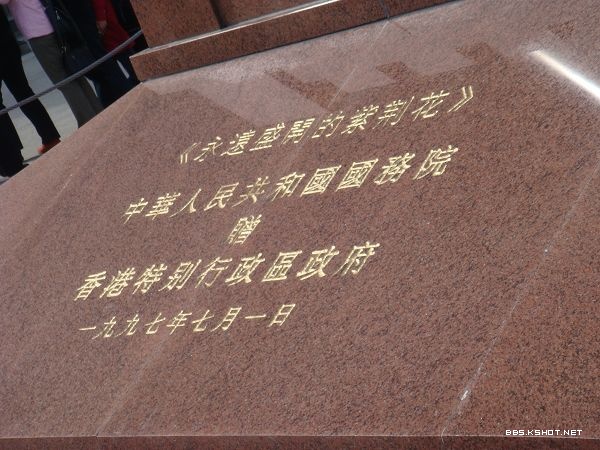 《永遠盛開的紫荆花》
中華人民共和國國務院
贈
香港特別行政區政府
一九九七年七月一日
BBS.KSHOT.NET